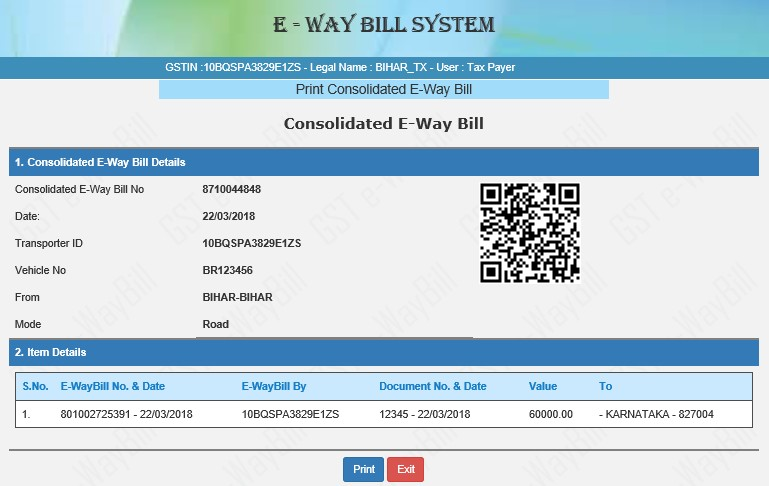 E - WAY BILL SYSTEM
GSTIN :10BQSPA3829E1ZS - Legal Name : BIHAR_TX - User : Tax Payer
Print Consolidated E-Way Bill
Consolidated E-Way Bill
1. Consolidated E-Way Bill Details
Consolidated E-Way Bill No 8710044848
Date: 22/03/2018
Transporter ID 10BQSPA3829E1ZS
Vehicle No BR123456
From BIHAR-BIHAR
Mode Road
2. Item Details
S.No. E-WayBill No. & Date E-WayBill By Document No. & Date Value To
1. 801002725391 - 22/03/2018 10BQSPA3829E1ZS 12345 - 22/03/2018 60000.00 - KARNATAKA - 827004
Print Exit